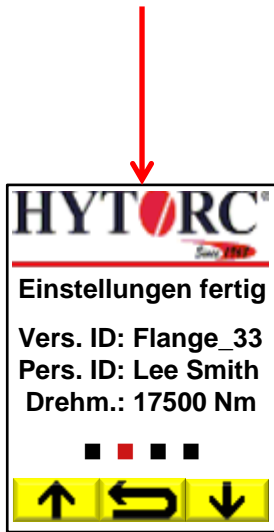 HYTORC®
Since 1968
Einstellungen fertig
Vers. ID: Flange_33
Pers. ID: Lee Smith
Drehm.: 17500 Nm